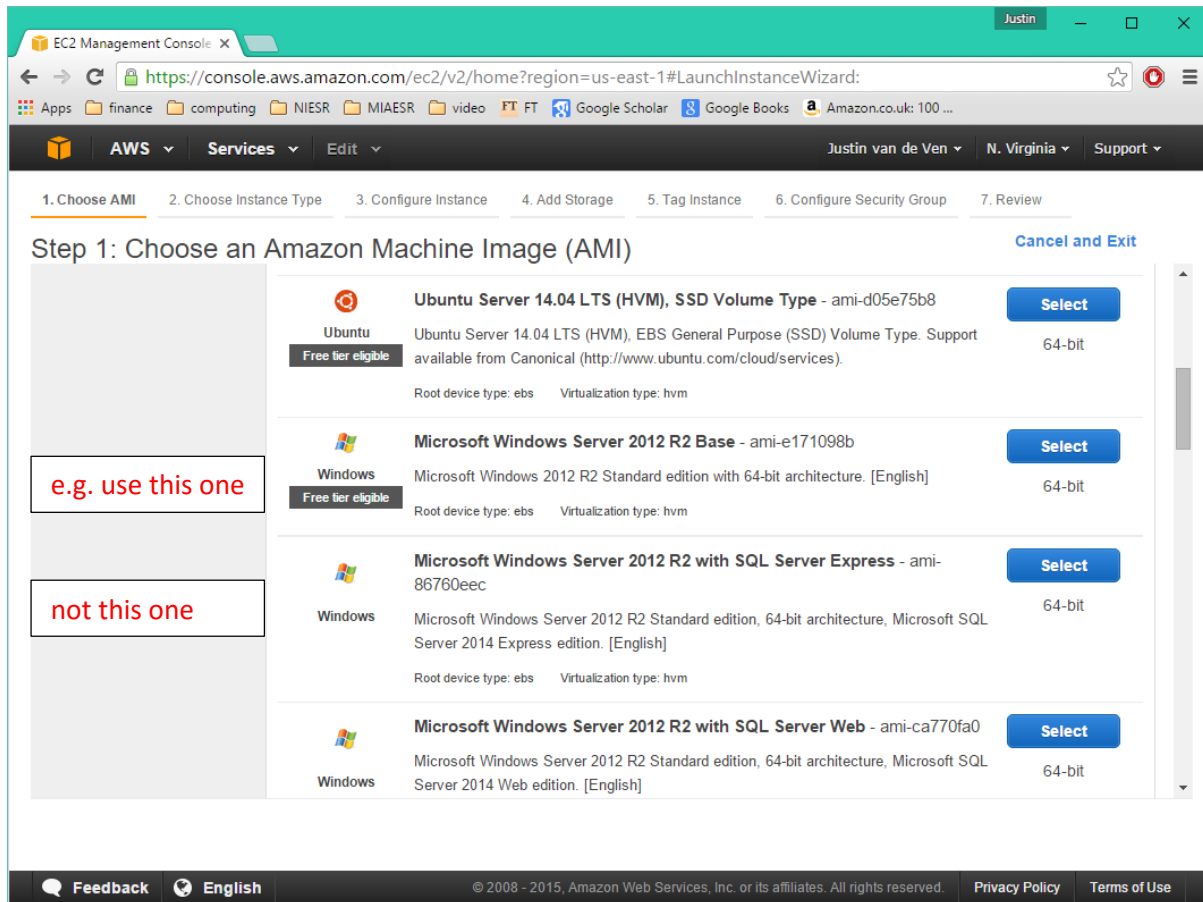 Justin
EC2 Management Console
https://console.aws.amazon.com/ec2/v2/home?region=us-east-1#LaunchInstanceWizard:
Apps finance computing NIESR MIAESR video FT FT Google Scholar Google Books Amazon.co.uk: 100 ...
AWS Services Edit Justin van de Ven N. Virginia Support
1. Choose AMI 2. Choose Instance Type 3. Configure Instance 4. Add Storage 5. Tag Instance 6. Configure Security Group 7. Review
Step 1: Choose an Amazon Machine Image (AMI) Cancel and Exit
Ubuntu Server 14.04 LTS (HVM), SSD Volume Type - ami-d05e75b8 Select
Ubuntu Ubuntu Server 14.04 LTS (HVM), EBS General Purpose (SSD) Volume Type. Support 64-bit
Free tier eligible available from Canonical (http://www.ubuntu.com/cloud/services).
Root device type: ebs Virtualization type: hvm
Microsoft Windows Server 2012 R2 Base - ami-e171098b Select
e.g. use this one Windows Microsoft Windows 2012 R2 Standard edition with 64-bit architecture. [English] 64-bit
Free tier eligible
Root device type: ebs Virtualization type: hvm
Microsoft Windows Server 2012 R2 with SQL Server Express - ami- Select
86760eec
not this one Windows Microsoft Windows Server 2012 R2 Standard edition, 64-bit architecture, Microsoft SQL 64-bit
Server 2014 Express edition. [English]
Root device type: ebs Virtualization type: hvm
Microsoft Windows Server 2012 R2 with SQL Server Web - ami-ca770fa0 Select
Microsoft Windows Server 2012 R2 Standard edition, 64-bit architecture, Microsoft SQL 64-bit
Windows Server 2014 Web edition. [English]
Feedback English © 2008 - 2015, Amazon Web Services, Inc. or its affiliates. All rights reserved. Privacy Policy Terms of Use